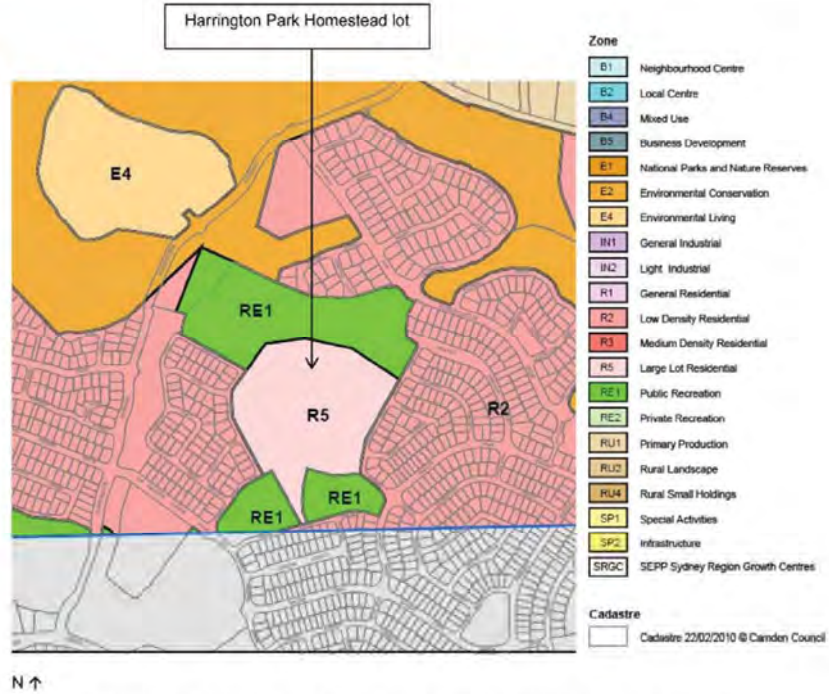 Harrington Park Homestead lot
E4
RE1
R5
R2
RE1
RE1
N ↑
Zone
B1 Neighbourhood Centre
B2 Local Centre
B4 Mixed Use
B5 Business Development
E1 National Parks and Nature Reserves
E2 Environmental Conservation
E4 Environmental Living
IN1 General Industrial
IN2 Light Industrial
R1 General Residential
R2 Low Density Residential
R3 Medium Density Residential
R5 Large Lot Residential
RE1 Public Recreation
RE2 Private Recreation
RU1 Primary Production
RU2 Rural Landscape
RU4 Rural Small Holdings
SP1 Special Activities
SP2 Infrastructure
SRGC SEPP Sydney Region Growth Centres
Cadastre
Cadastre 22/02/2010 © Camden Council